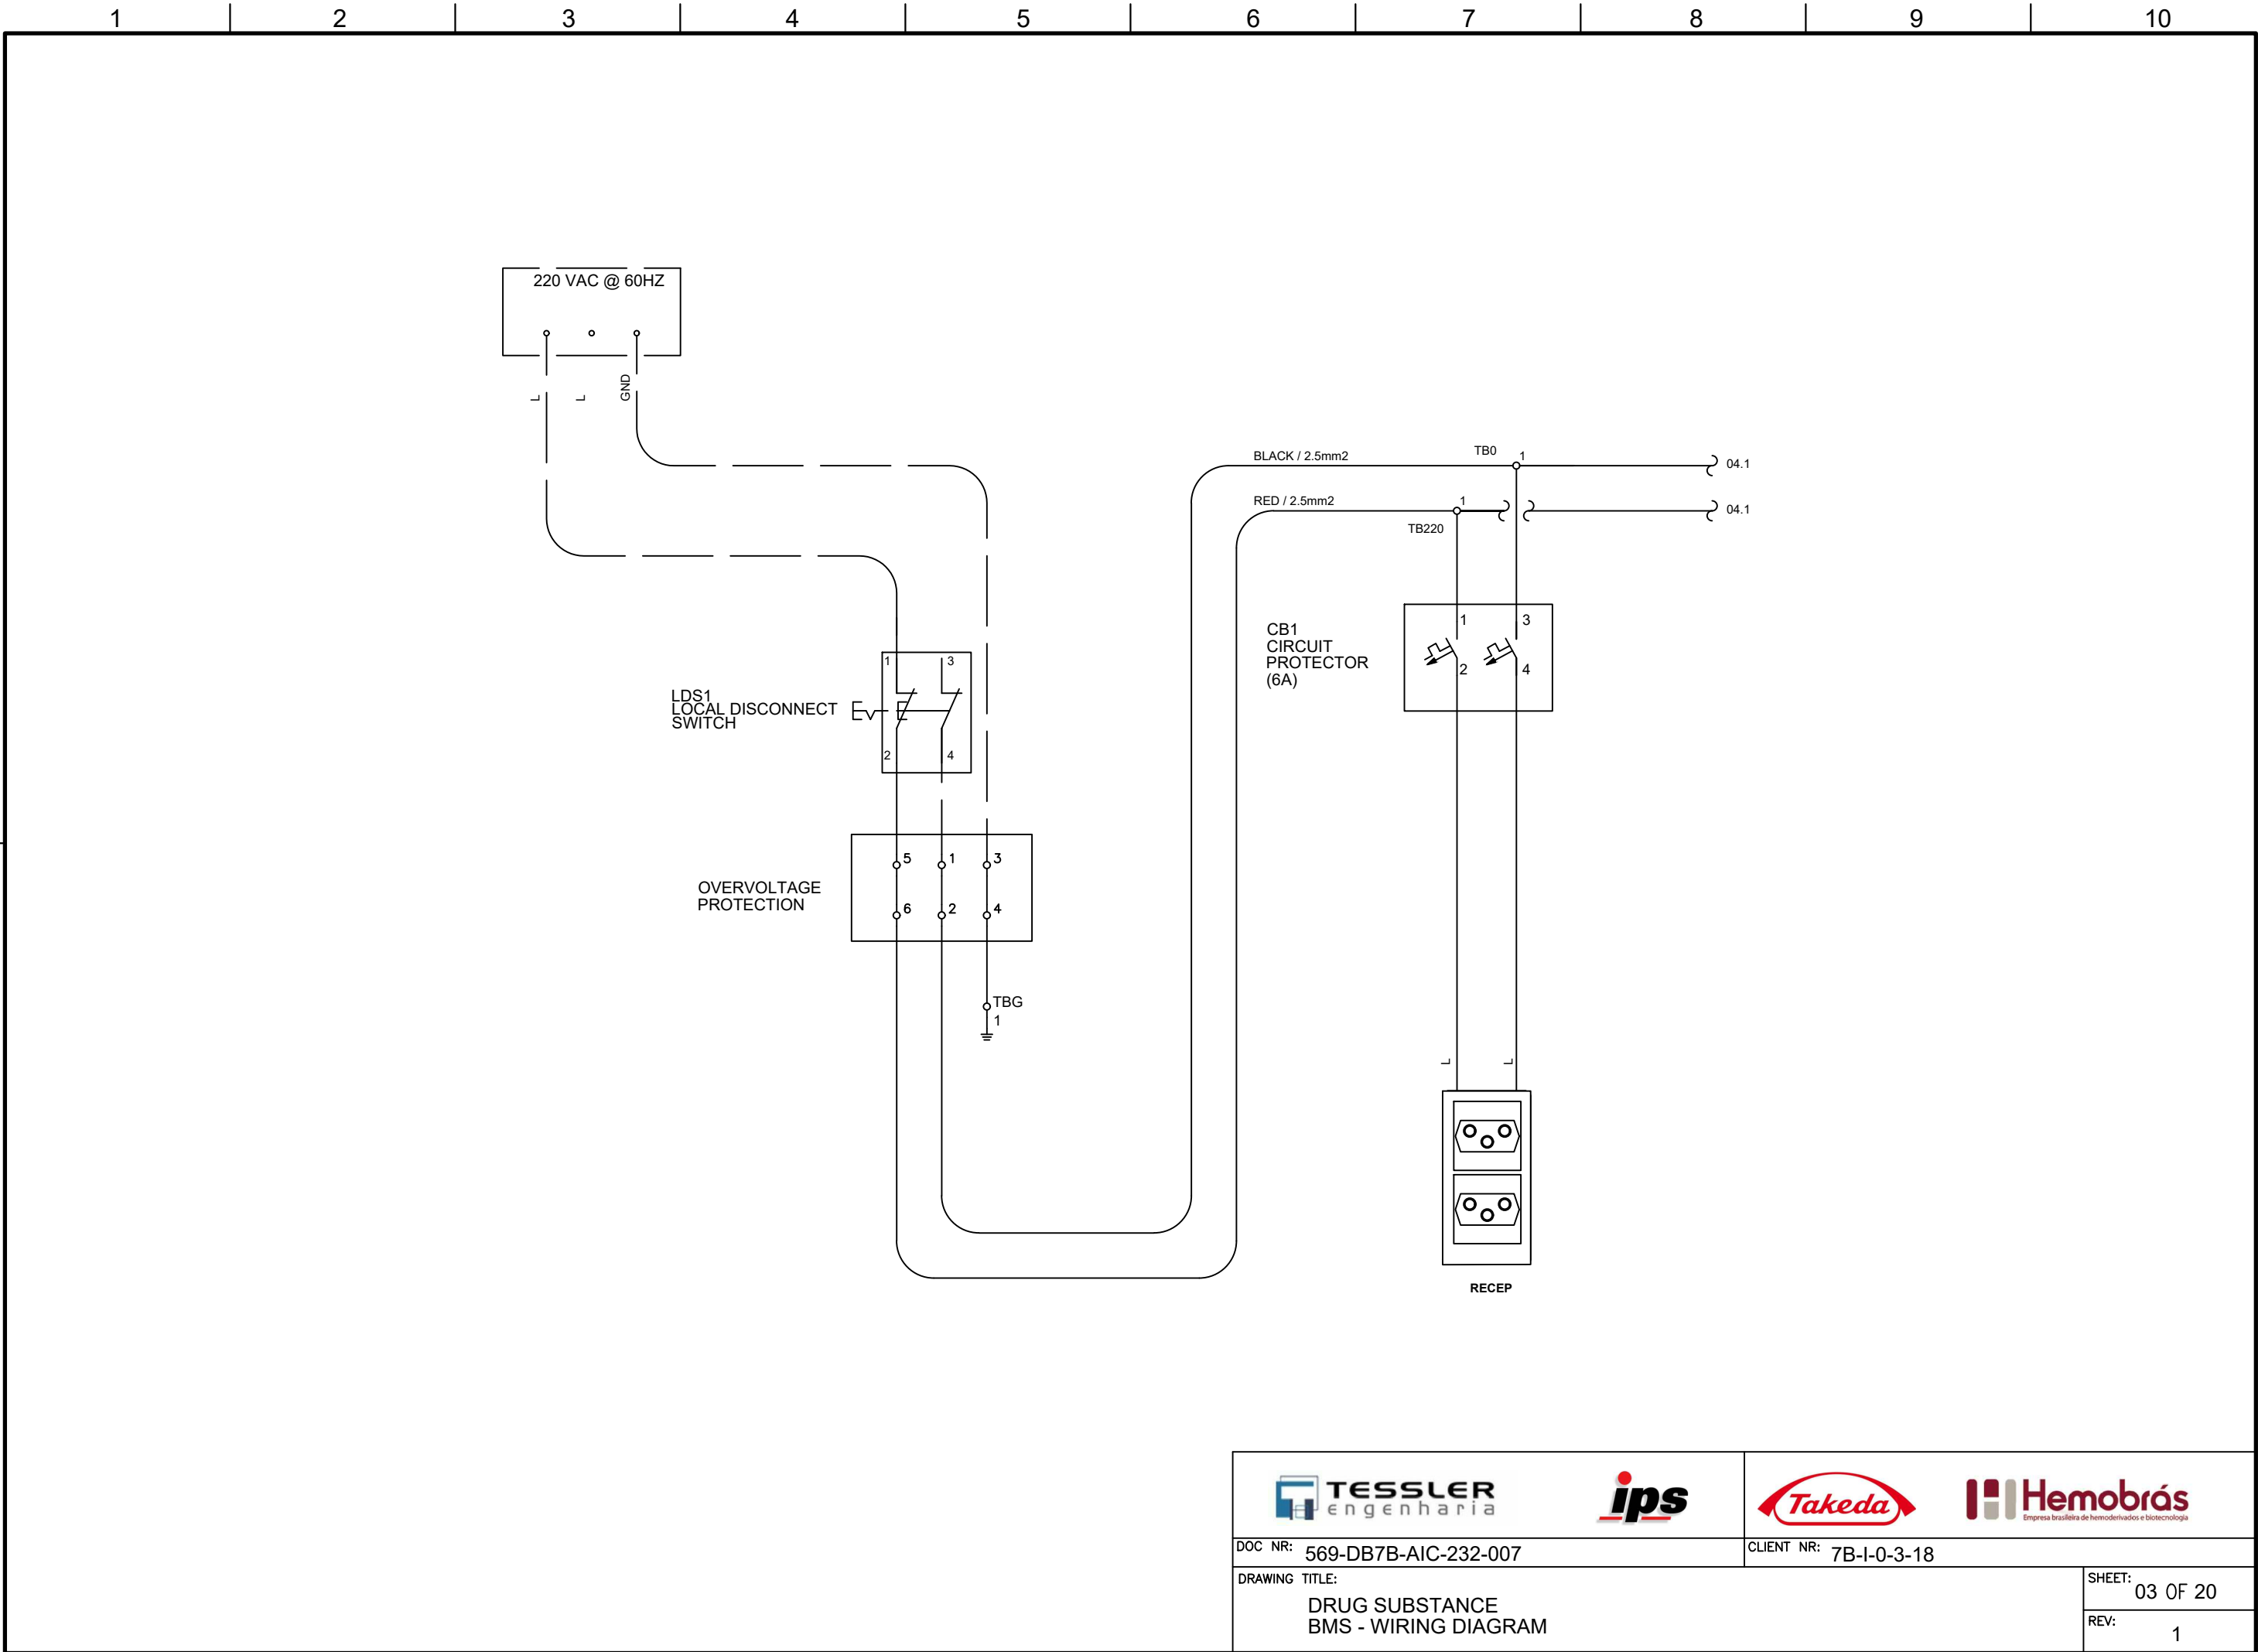 1 2 3 4 5 6 7 8 9 10
220 VAC @ 60HZ
L L GND
BLACK / 2.5mm2
TB0
1
04.1
RED / 2.5mm2
1
04.1
TB220
CB1
CIRCUIT
PROTECTOR
(6A)
1 3
2 4
LDS1
LOCAL DISCONNECT
SWITCH
1 3
2 4
OVERVOLTAGE
PROTECTION
5 1 3
6 2 4
TBG
1
L L
RECEP
TESSLER
engenharia
ips
Takeda
Hemobrás
Empresa brasileira de hemoderivados e biotecnologia
DOC NR: 569-DB7B-AIC-232-007
CLIENT NR: 7B-I-0-3-18
DRAWING TITLE:
DRUG SUBSTANCE
BMS - WIRING DIAGRAM
SHEET: 03 OF 20
REV: 1